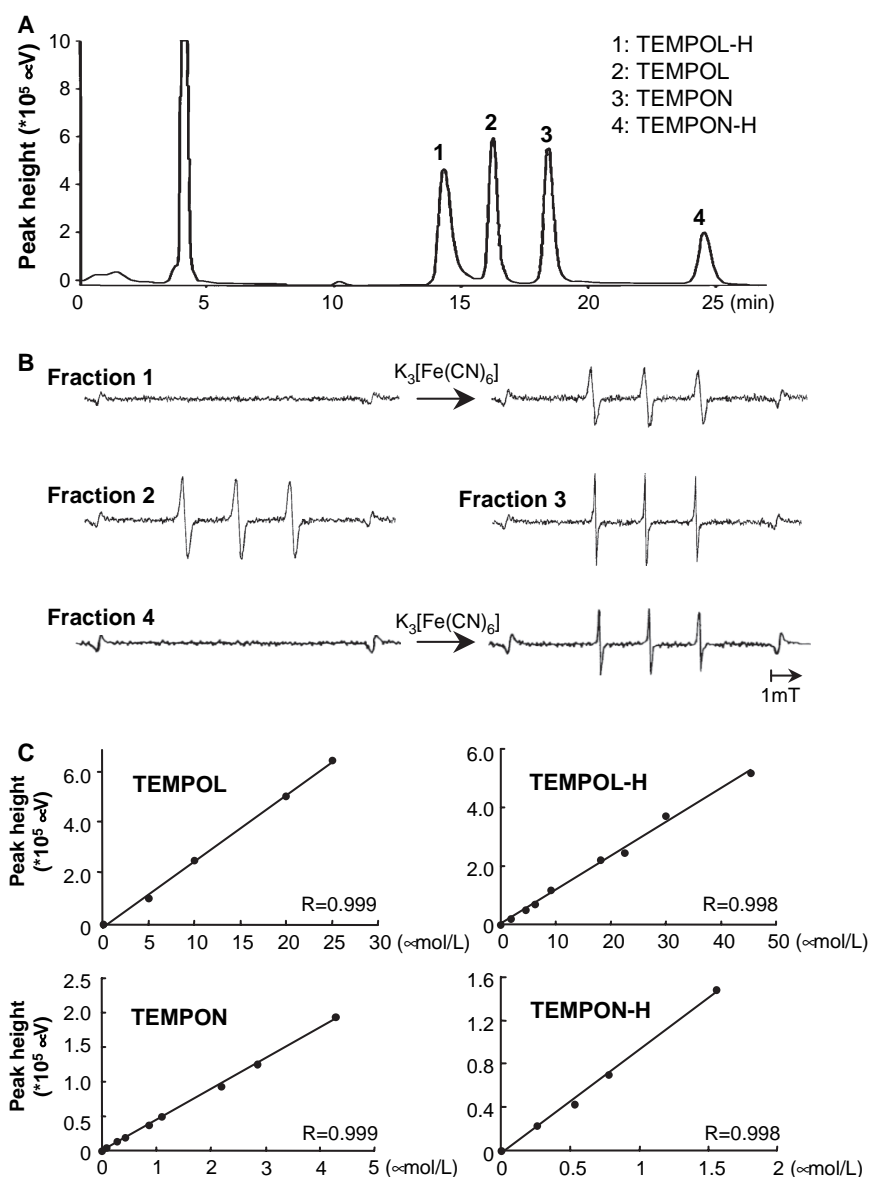 A
Peak height (*10⁵ ∝V)
10
8
6
4
2
0
0
5
10
15
20
25 (min)
1
2
3
4
1: TEMPOL-H
2: TEMPOL
3: TEMPON
4: TEMPON-H
B
Fraction 1
K₃[Fe(CN)₆]
Fraction 2
Fraction 3
Fraction 4
K₃[Fe(CN)₆]
1mT
C
Peak height
(*10⁵ ∝V)
TEMPOL
6.0
4.0
2.0
0
R=0.999
0 5 10 15 20 25 30 (∝mol/L)
TEMPOL-H
6.0
4.0
2.0
0
R=0.998
0 10 20 30 40 50 (∝mol/L)
Peak height
(*10⁵ ∝V)
TEMPON
2.5
2.0
1.5
1.0
0.5
0
R=0.999
0 1 2 3 4 5 (∝mol/L)
TEMPON-H
1.6
1.2
0.8
0.4
0
R=0.998
0 0.5 1 1.5 2 (∝mol/L)